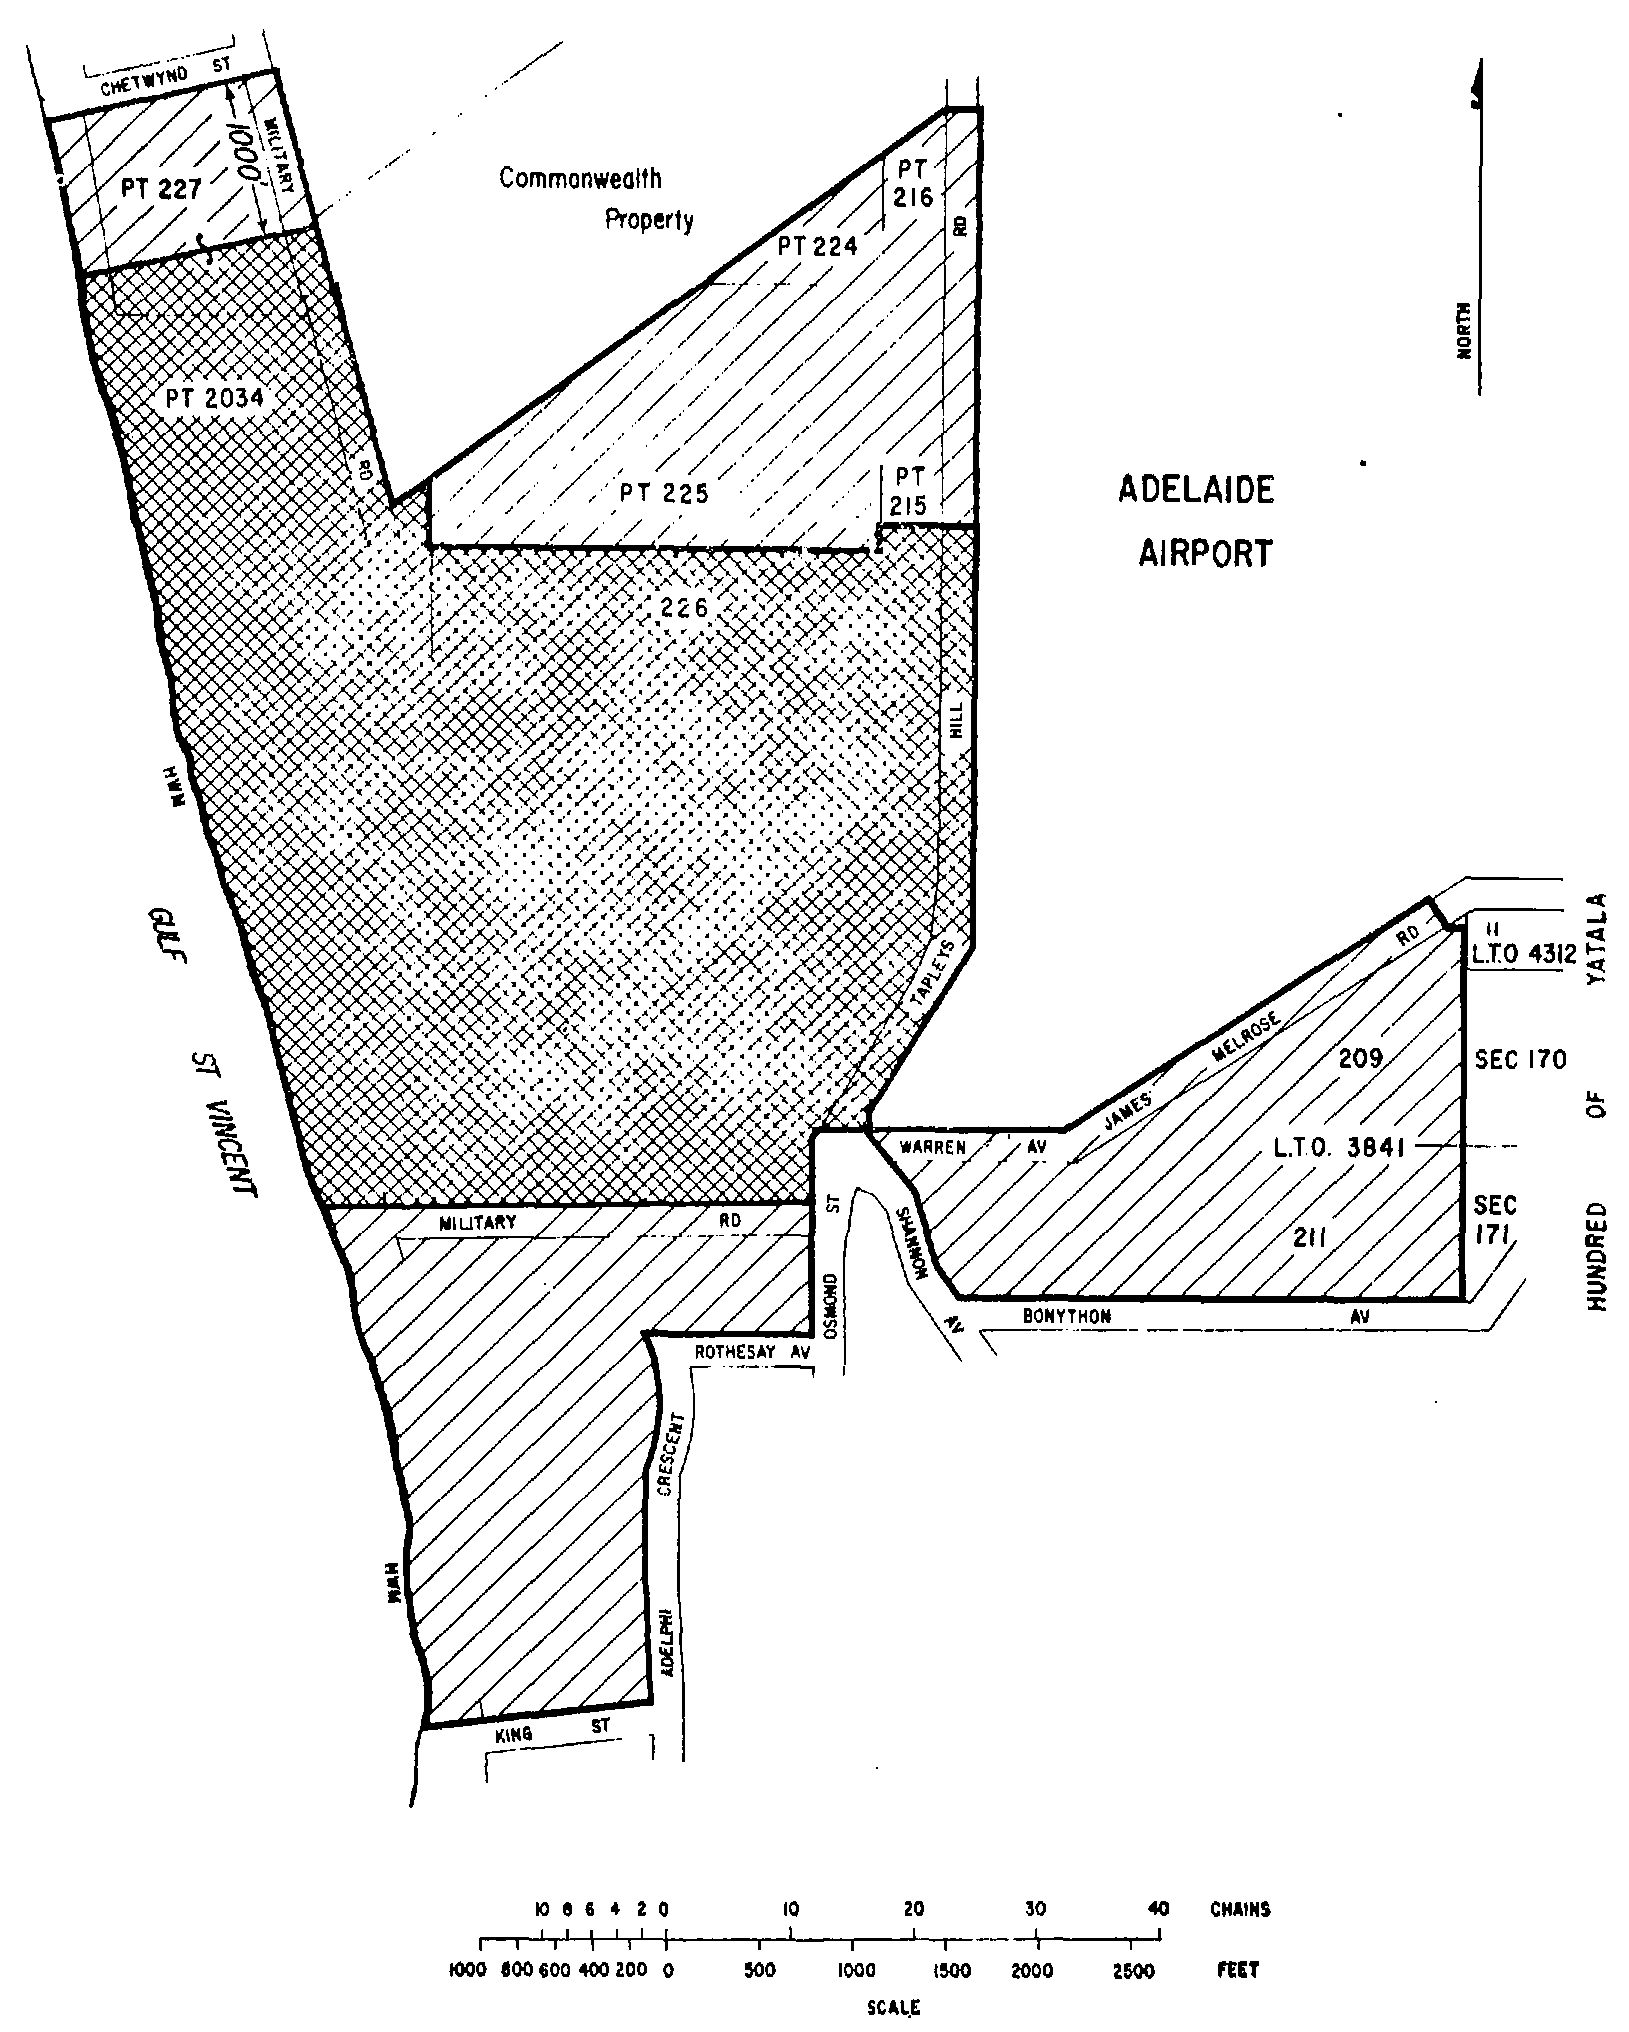 CHETWYND ST
MILITARY
1000'
PT 227
Commonwealth
Property
PT
216
RD
PT 224
NORTH
PT 2034
RD
PT 225
PT
215
ADELAIDE
AIRPORT
226
HILL
HWM
GULF ST VINCENT
TAPLEYS
RD
11
L.T.O 4312
HUNDRED OF YATALA
MELROSE
JAMES
209
SEC 170
WARREN AV
L.T.O. 3841
SEC
171
211
MILITARY RD
ST
OSMOND
SHANNON
AV
BONYTHON AV
ROTHESAY AV
CRESCENT
ADELPHI
HWM
KING ST
10 8 6 4 2 0 10 20 30 40 CHAINS
1000 800 600 400 200 0 500 1000 1500 2000 2500 FEET
SCALE